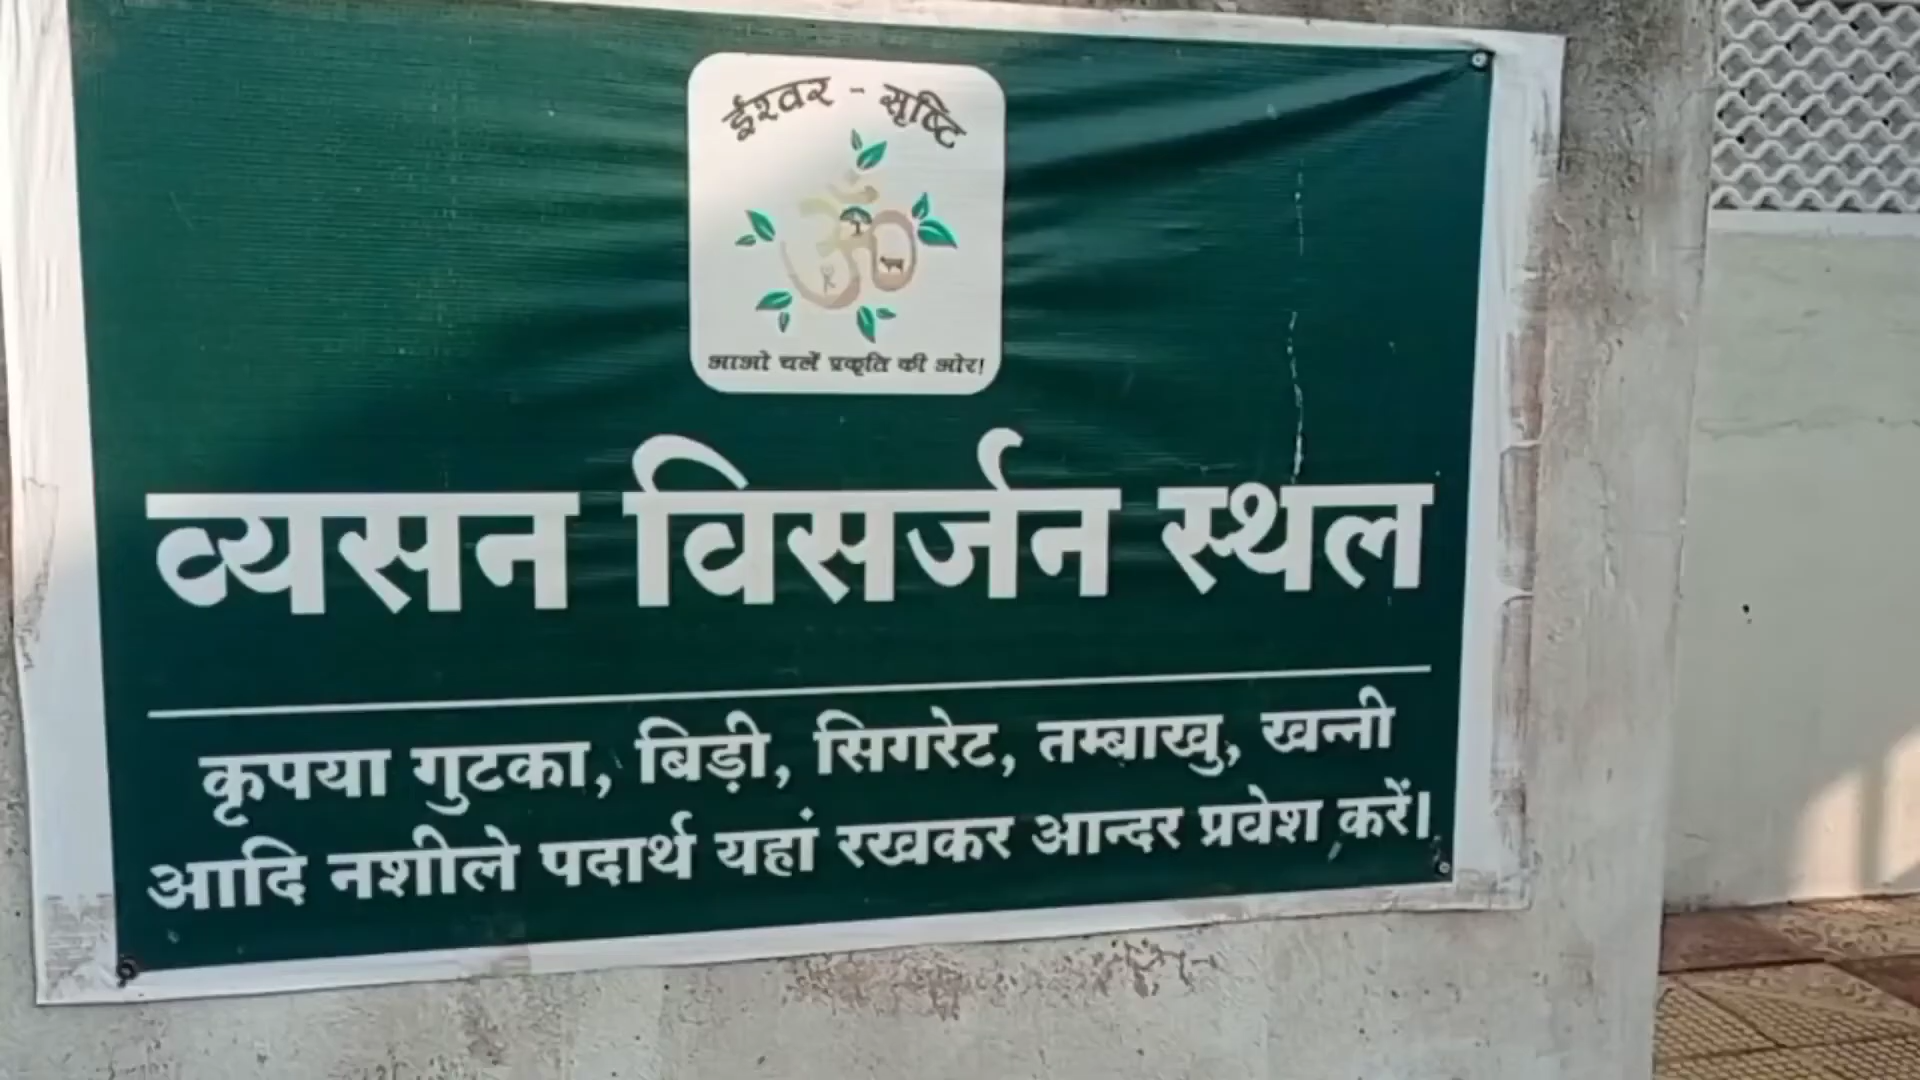 ईश्वर - सृष्टि
आओ चलें प्रकृति की ओर!
व्यसन विसर्जन स्थल
कृपया गुटका, बिड़ी, सिगरेट, तम्बाखु, खन्नी
आदि नशीले पदार्थ यहां रखकर आन्दर प्रवेश करें।